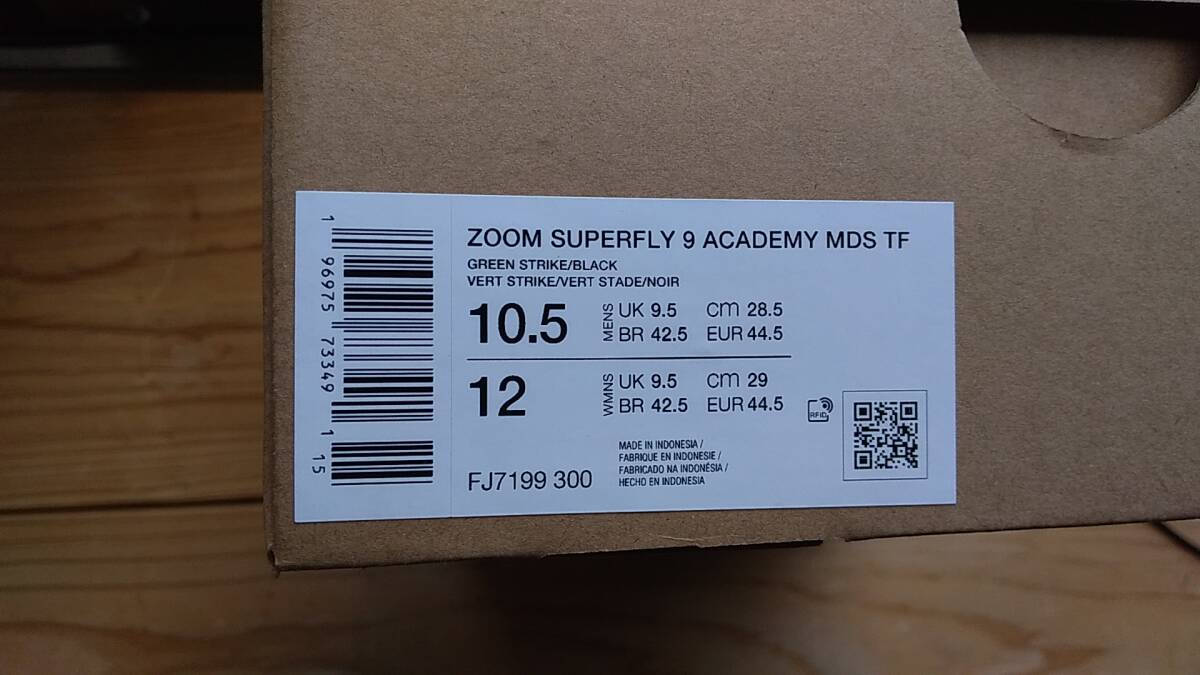 1 96975 73349 1 15
ZOOM SUPERFLY 9 ACADEMY MDS TF
GREEN STRIKE/BLACK
VERT STRIKE/VERT STADE/NOIR
10.5 MENS UK 9.5 cm 28.5
BR 42.5 EUR 44.5
12 WMNS UK 9.5 cm 29
BR 42.5 EUR 44.5
RFID
MADE IN INDONESIA /
FABRIQUE EN INDONESIE /
FABRICADO NA INDONÉSIA /
HECHO EN INDONESIA
FJ7199 300